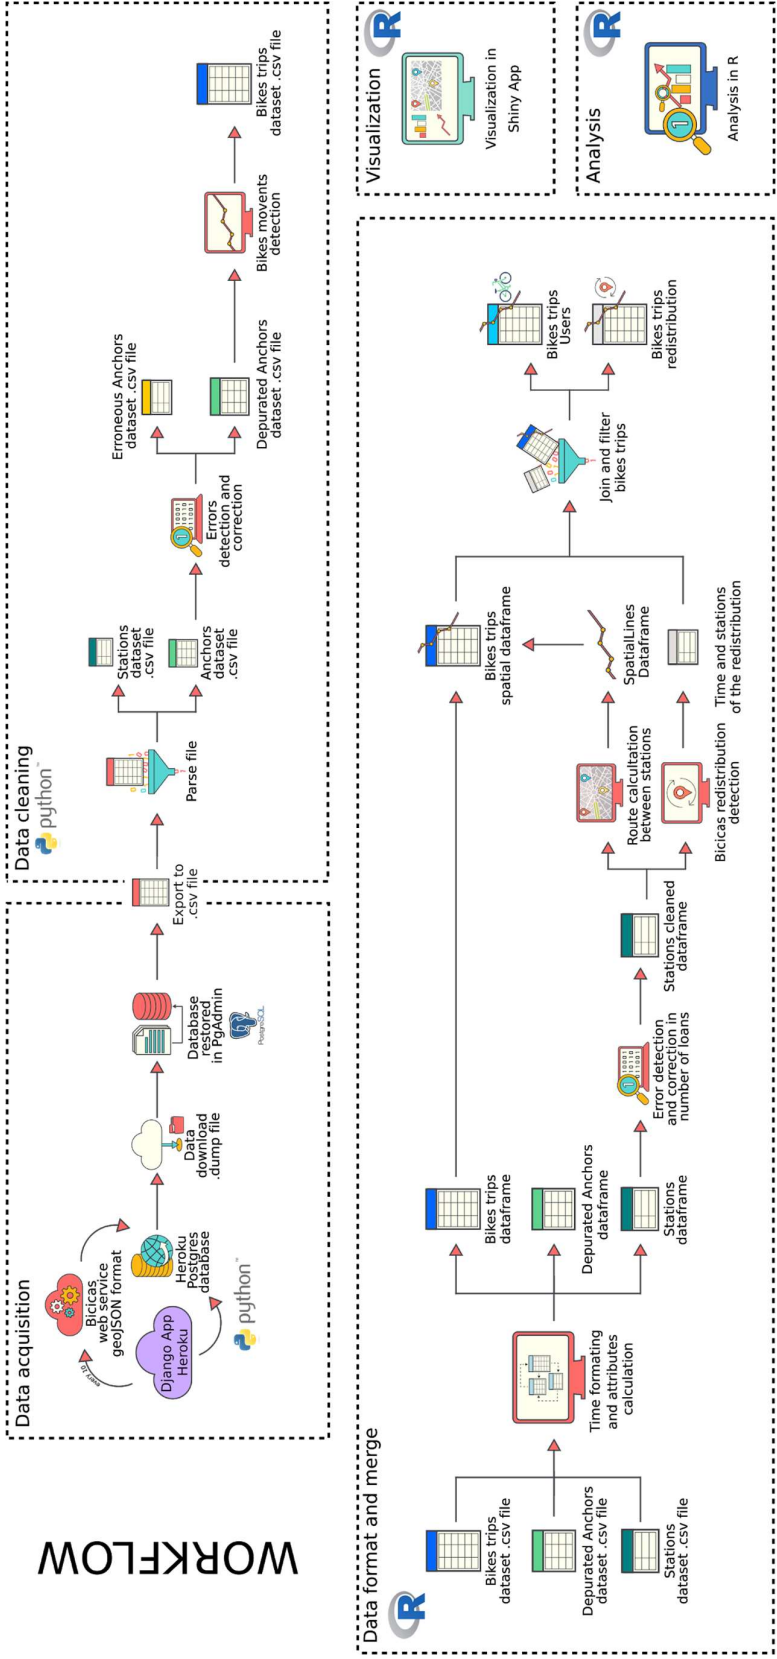 WORKFLOW
Data acquisition
Django App
Heroku
every 10
Bicicas
web service
geoJSON format
Heroku
Postgres
database
python™
Data
download
.dump file
Database
restored
in PgAdmin
PostgreSQL
Export to
.csv file
Data cleaning
python™
Parse file
Stations
dataset
.csv file
Anchors
dataset
.csv file
Errors
detection and
correction
Erroneous Anchors
dataset .csv file
Depurated Anchors
dataset .csv file
Bikes movents
detection
Bikes trips
dataset .csv file
Data format and merge
R
Bikes trips
dataset .csv file
Depurated Anchors
dataset .csv file
Stations
dataset .csv file
Time formating
and attributes
calculation
Bikes trips
dataframe
Depurated Anchors
dataframe
Stations
dataframe
Error detection
and correction in
number of loans
Stations cleaned
dataframe
Route calcultation
between stations
Bicicas redistribution
detection
Bikes trips
spatial dataframe
SpatialLines
Dataframe
Time and stations
of the redistribution
Join and filter
bikes trips
Bikes trips
Users
Bikes trips
redistribution
Visualization
R
Visualization in
Shiny App
Analysis
R
Analysis in R